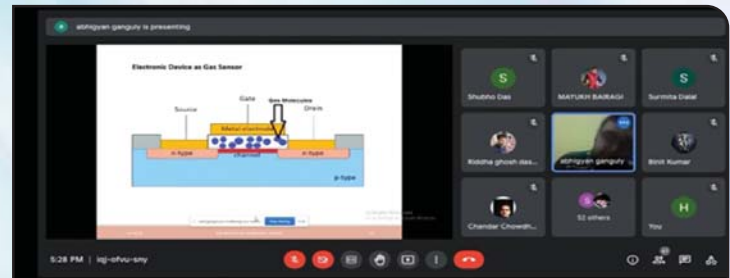 abhigyan ganguly is presenting
Electronic Device as Gas Sensor
Gas Molecules
Source
Gate
Drain
Metal electrode
n-type
channel
n-type
p-type
S
Shubho Das
MAYUKH BAIRAGI
S
Surmita Dalal
Riddha ghosh das...
abhigyan ganguly
Binit Kumar
Chandar Chowdh...
S
52 others
H
You
5:28 PM | iqj-ofvu-sny